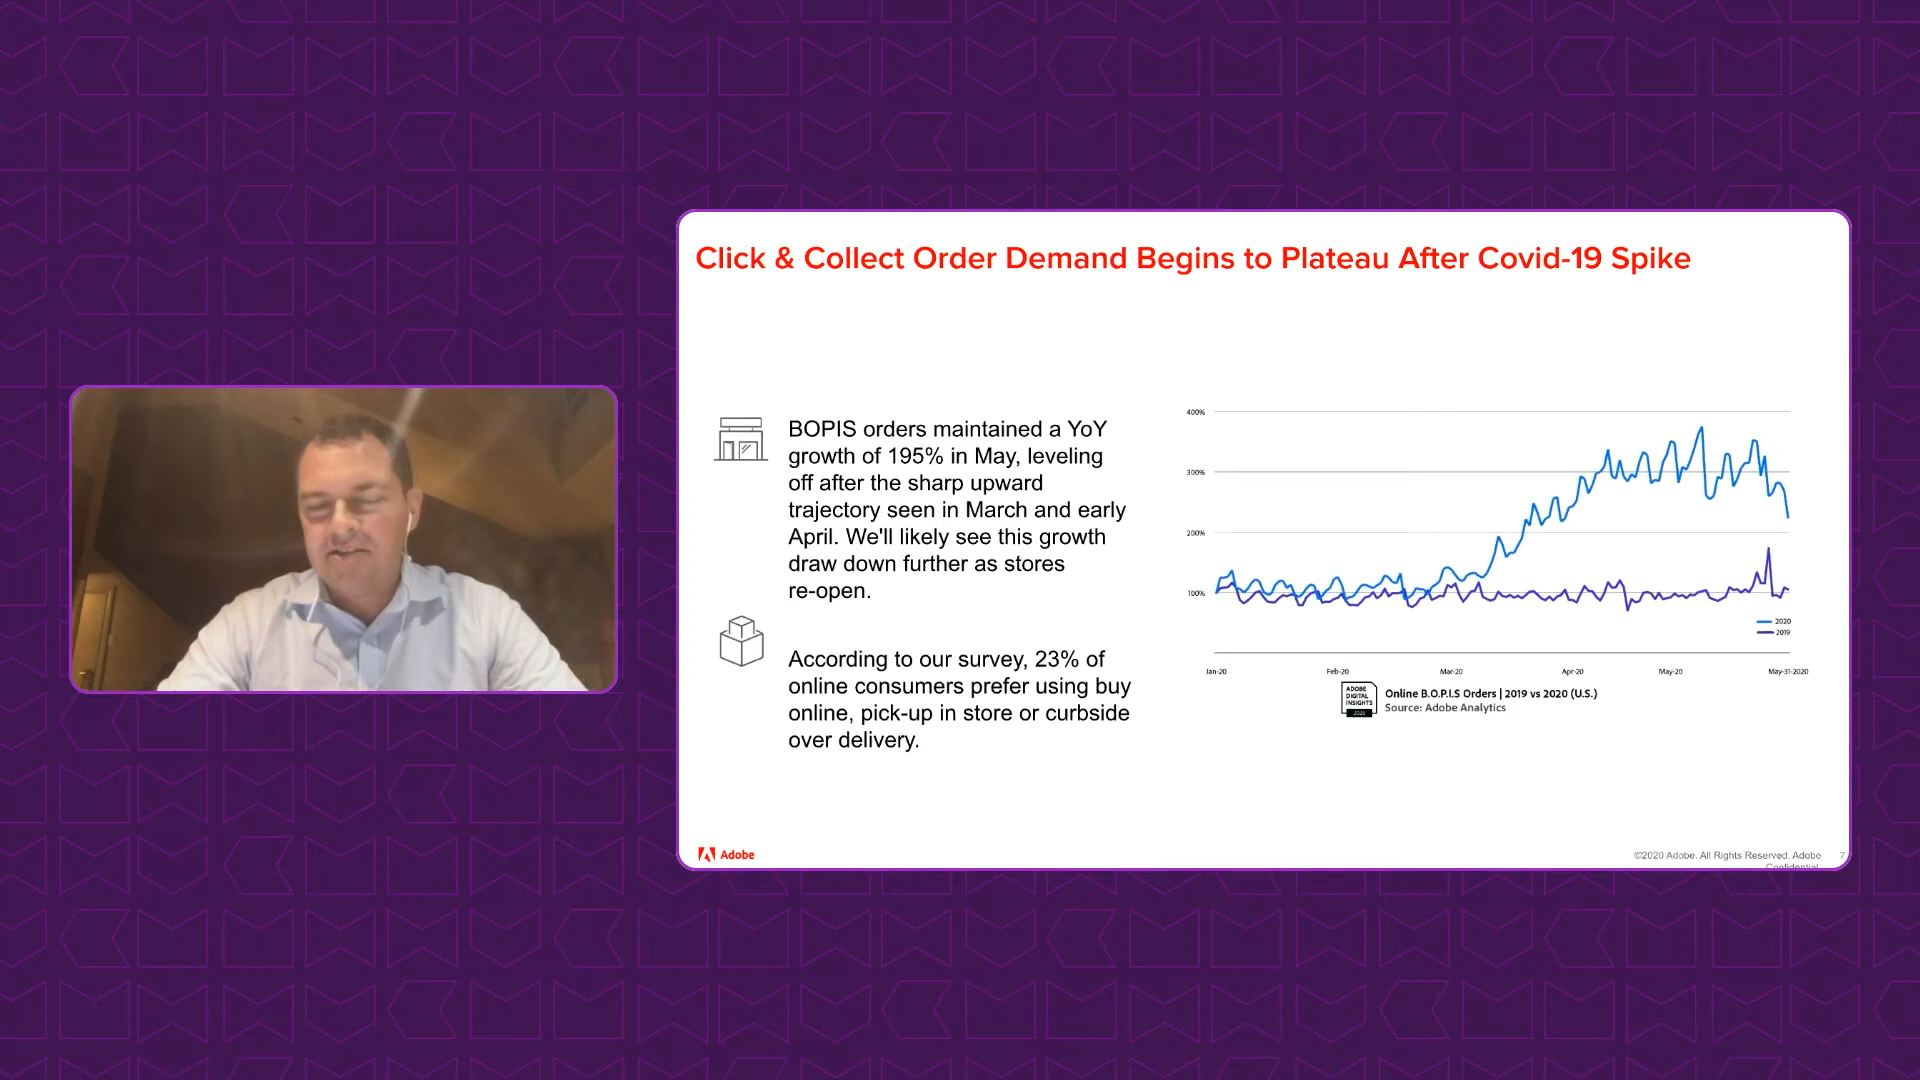 Click & Collect Order Demand Begins to Plateau After Covid-19 Spike
BOPIS orders maintained a YoY
growth of 195% in May, leveling
off after the sharp upward
trajectory seen in March and early
April. We'll likely see this growth
draw down further as stores
re-open.
According to our survey, 23% of
online consumers prefer using buy
online, pick-up in store or curbside
over delivery.
400%
300%
200%
100%
2020
2019
Jan-20 Feb-20 Mar-20 Apr-20 May-20 May-31-2020
ADOBE
DIGITAL
INSIGHTS
2020
Online B.O.P.I.S Orders | 2019 vs 2020 (U.S.)
Source: Adobe Analytics
Adobe
©2020 Adobe. All Rights Reserved. Adobe
Confidential.
7